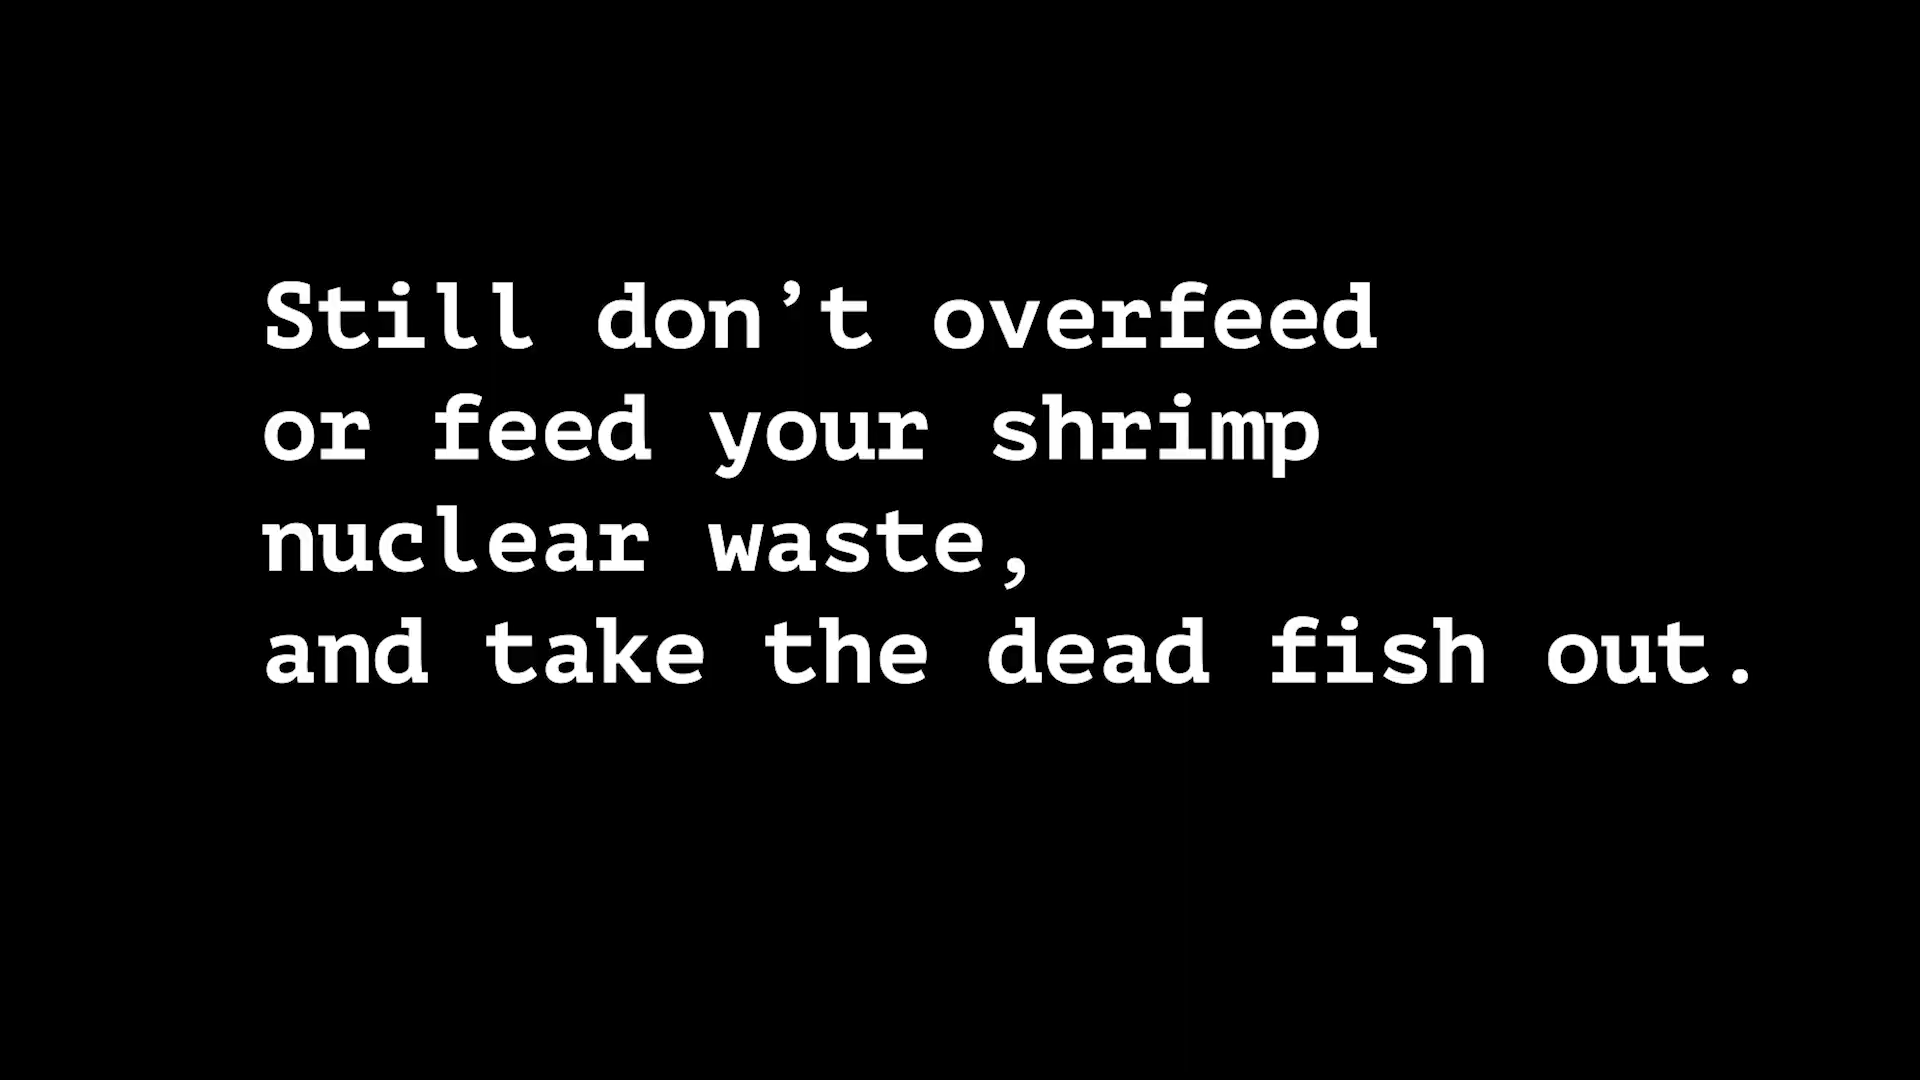 Still don’t overfeed
or feed your shrimp
nuclear waste,
and take the dead fish out.